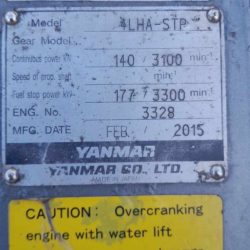 Model 4LHA-STP
Gear Model
Continuous power kW 140 / 3100 min⁻¹
Speed of prop. shaft min⁻¹
Fuel stop power kW 177 / 3300 min⁻¹
ENG. No. 3328
MFG. DATE FEB. 2015
YANMAR
YANMAR CO., LTD.
MADE IN JAPAN
CAUTION: Overcranking
engine with water lift